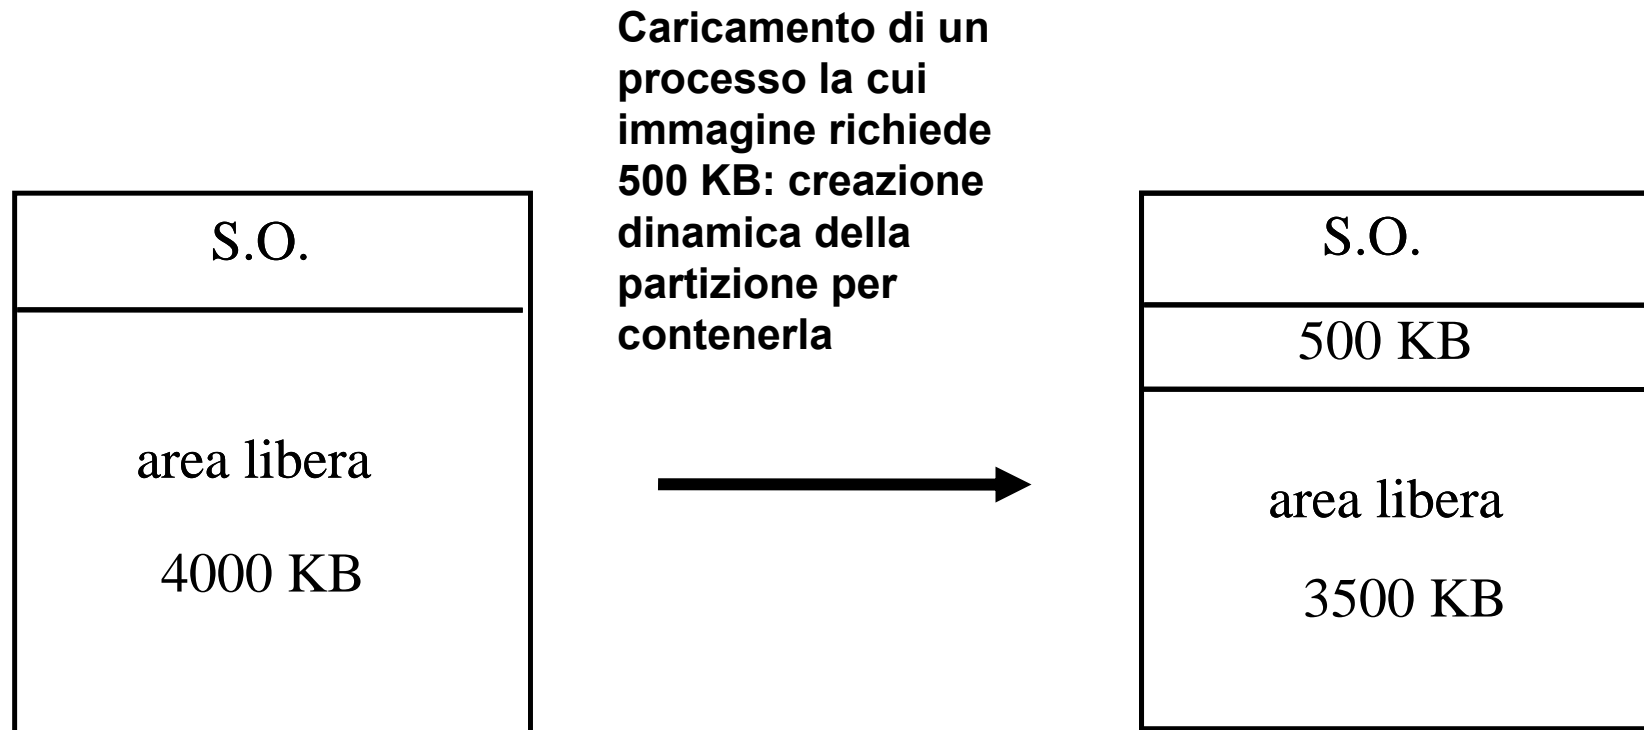 Caricamento di un
processo la cui
immagine richiede
500 KB: creazione
dinamica della
partizione per
contenerla
S.O.
area libera
4000 KB
S.O.
500 KB
area libera
3500 KB